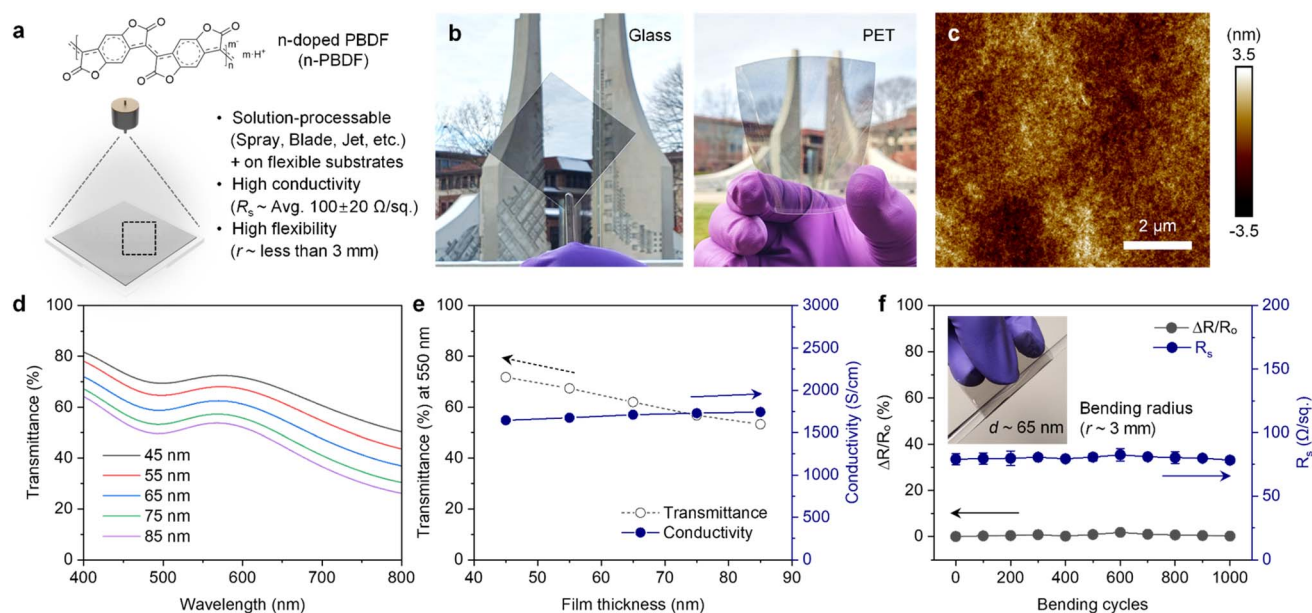 a
O
O
O
O
O
O
O
O
m-
n
m·H+
n-doped PBDF
(n-PBDF)
• Solution-processable
(Spray, Blade, Jet, etc.)
+ on flexible substrates
• High conductivity
(Rs ~ Avg. 100±20 Ω/sq.)
• High flexibility
(r ~ less than 3 mm)
b
Glass
PET
c
(nm)
3.5
-3.5
2 µm
d
Transmittance (%)
100
80
60
40
20
0
45 nm
55 nm
65 nm
75 nm
85 nm
400
500
600
700
800
Wavelength (nm)
e
Transmittance (%) at 550 nm
100
80
60
40
20
0
Transmittance
Conductivity
3000
2500
2000
1500
1000
500
0
Conductivity (S/cm)
40
50
60
70
80
90
Film thickness (nm)
f
ΔR/Ro (%)
100
80
60
40
20
0
ΔR/Ro
Rs
d ~ 65 nm
Bending radius
(r ~ 3 mm)
200
150
100
50
0
Rs (Ω/sq.)
0
200
400
600
800
1000
Bending cycles